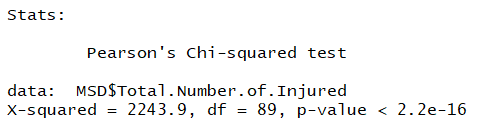 Stats:
Pearson's Chi-squared test
data:  MSD$Total.Number.of.Injured
X-squared = 2243.9, df = 89, p-value < 2.2e-16